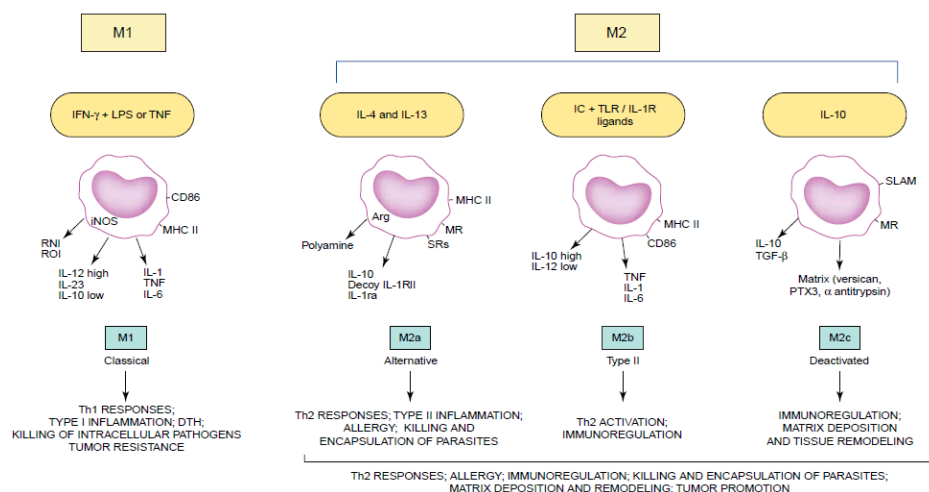 M1
M2
IFN-γ + LPS or TNF
IL-4 and IL-13
IC + TLR / IL-1R
ligands
IL-10
CD86
iNOS
MHC II
RNI
ROI
IL-12 high
IL-23
IL-10 low
IL-1
TNF
IL-6
MHC II
Arg
MR
SRs
Polyamine
IL-10
Decoy IL-1RII
IL-1ra
MHC II
CD86
IL-10 high
IL-12 low
TNF
IL-1
IL-6
SLAM
MR
IL-10
TGF-β
Matrix (versican,
PTX3, α antitrypsin)
M1
Classical
M2a
Alternative
M2b
Type II
M2c
Deactivated
Th1 RESPONSES;
TYPE I INFLAMMATION; DTH;
KILLING OF INTRACELLULAR PATHOGENS
TUMOR RESISTANCE
Th2 RESPONSES; TYPE II INFLAMMATION;
ALLERGY; KILLING AND
ENCAPSULATION OF PARASITES
Th2 ACTIVATION;
IMMUNOREGULATION
IMMUNOREGULATION;
MATRIX DEPOSITION
AND TISSUE REMODELING
Th2 RESPONSES; ALLERGY; IMMUNOREGULATION; KILLING AND ENCAPSULATION OF PARASITES;
MATRIX DEPOSITION AND REMODELING; TUMOR PROMOTION